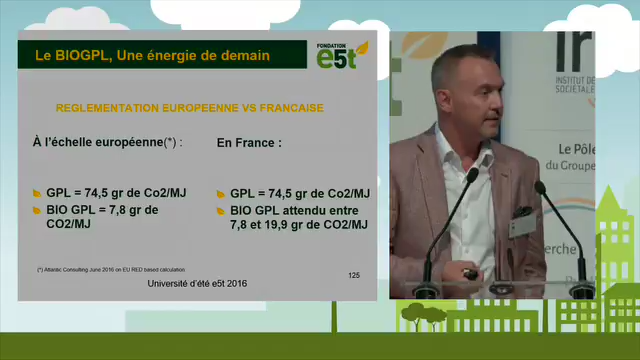 Le BIOGPL, Une énergie de demain
FONDATION
e5t
REGLEMENTATION EUROPEENNE VS FRANCAISE
À l'échelle européenne(*) :
GPL = 74,5 gr de Co2/MJ
BIO GPL = 7,8 gr de
CO2/MJ
En France :
GPL = 74,5 gr de Co2/MJ
BIO GPL attendu entre
7,8 et 19,9 gr de CO2/MJ
(*) Atlantic Consulting June 2016 on EU RED based calculation
125
Université d'été e5t 2016
INSTITUT DE
SOCIETALE
Le Pôle
du Groupe